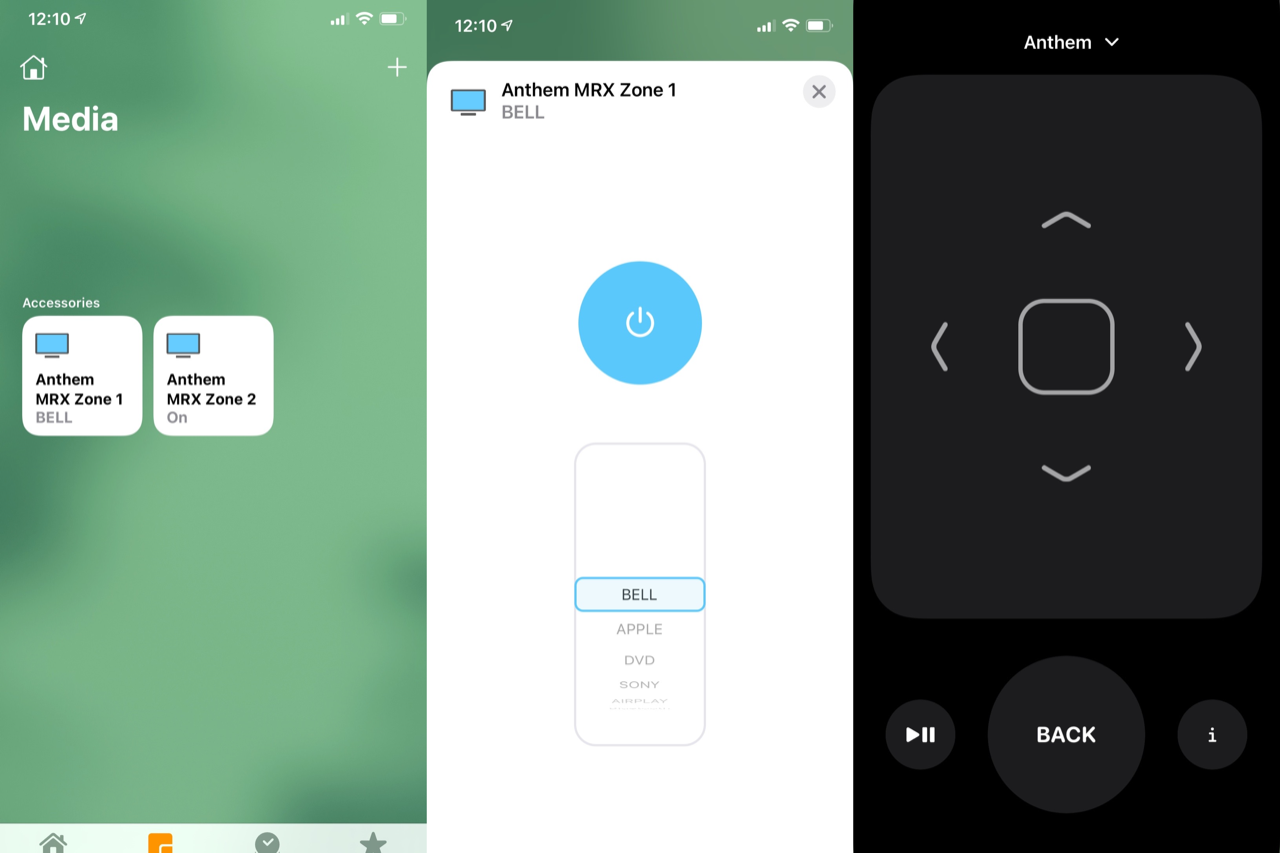 12:10
Media
Accessories
Anthem
MRX Zone 1
BELL
Anthem
MRX Zone 2
On
12:10
Anthem MRX Zone 1
BELL
BELL
APPLE
DVD
SONY
AIRPLAY
Anthem
BACK
i